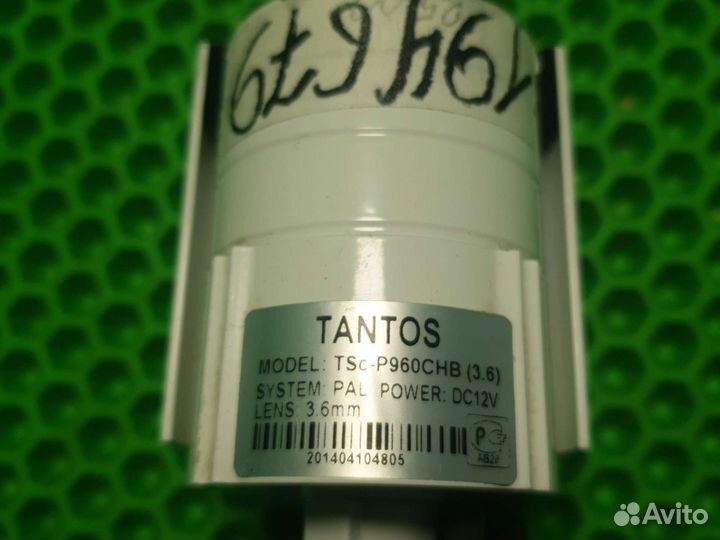 194679
TANTOS
MODEL: TSc-P960CHB (3.6)
SYSTEM: PAL POWER: DC12V
LENS: 3.6mm
201404104805
P
Avito